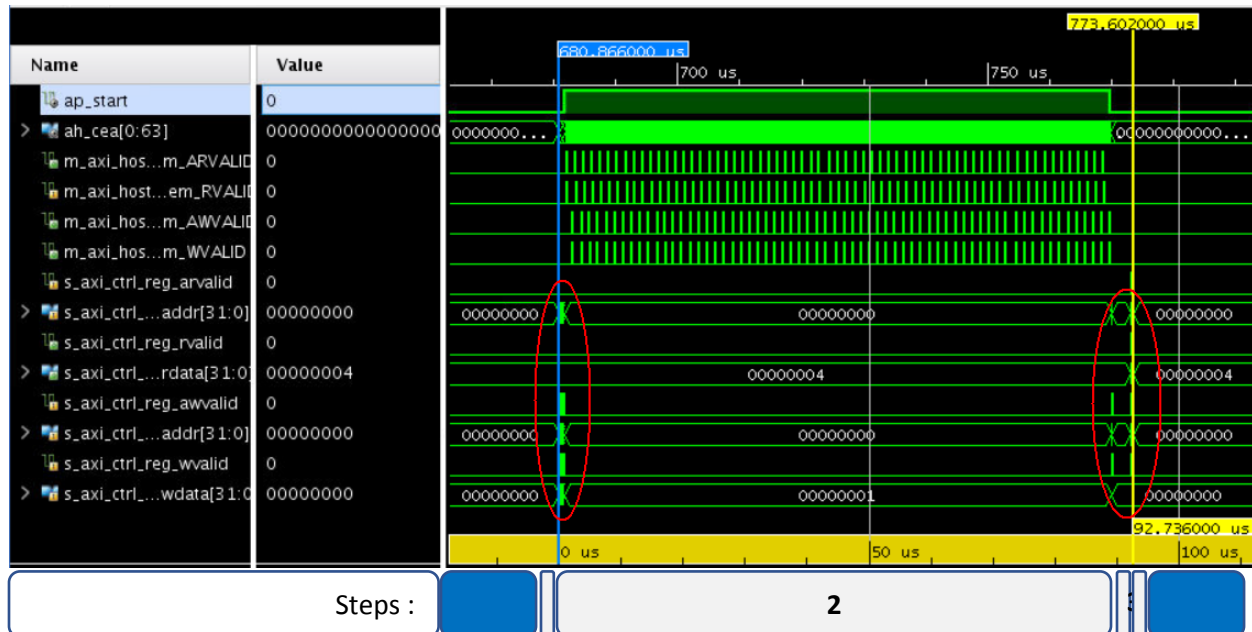 773.602000 us
680.866000 us
Name Value
700 us 750 us
ap_start 0
ah_cea[0:63] 0000000000000000 0000000... 00000000000...
m_axi_hos...m_ARVALID 0
m_axi_host...em_RVALID 0
m_axi_hos...m_AWVALID 0
m_axi_hos...m_WVALID 0
s_axi_ctrl_reg_arvalid 0
s_axi_ctrl_...addr[31:0] 00000000 00000000 00000000 00000000
s_axi_ctrl_reg_rvalid 0
s_axi_ctrl_...rdata[31:0] 00000004 00000004 00000004
s_axi_ctrl_reg_awvalid 0
s_axi_ctrl_...addr[31:0] 00000000 00000000 00000000 00000000
s_axi_ctrl_reg_wvalid 0
s_axi_ctrl_...wdata[31:0 00000000 00000000 00000001 00000000
92.736000 us
0 us 50 us 100 us
Steps : 2